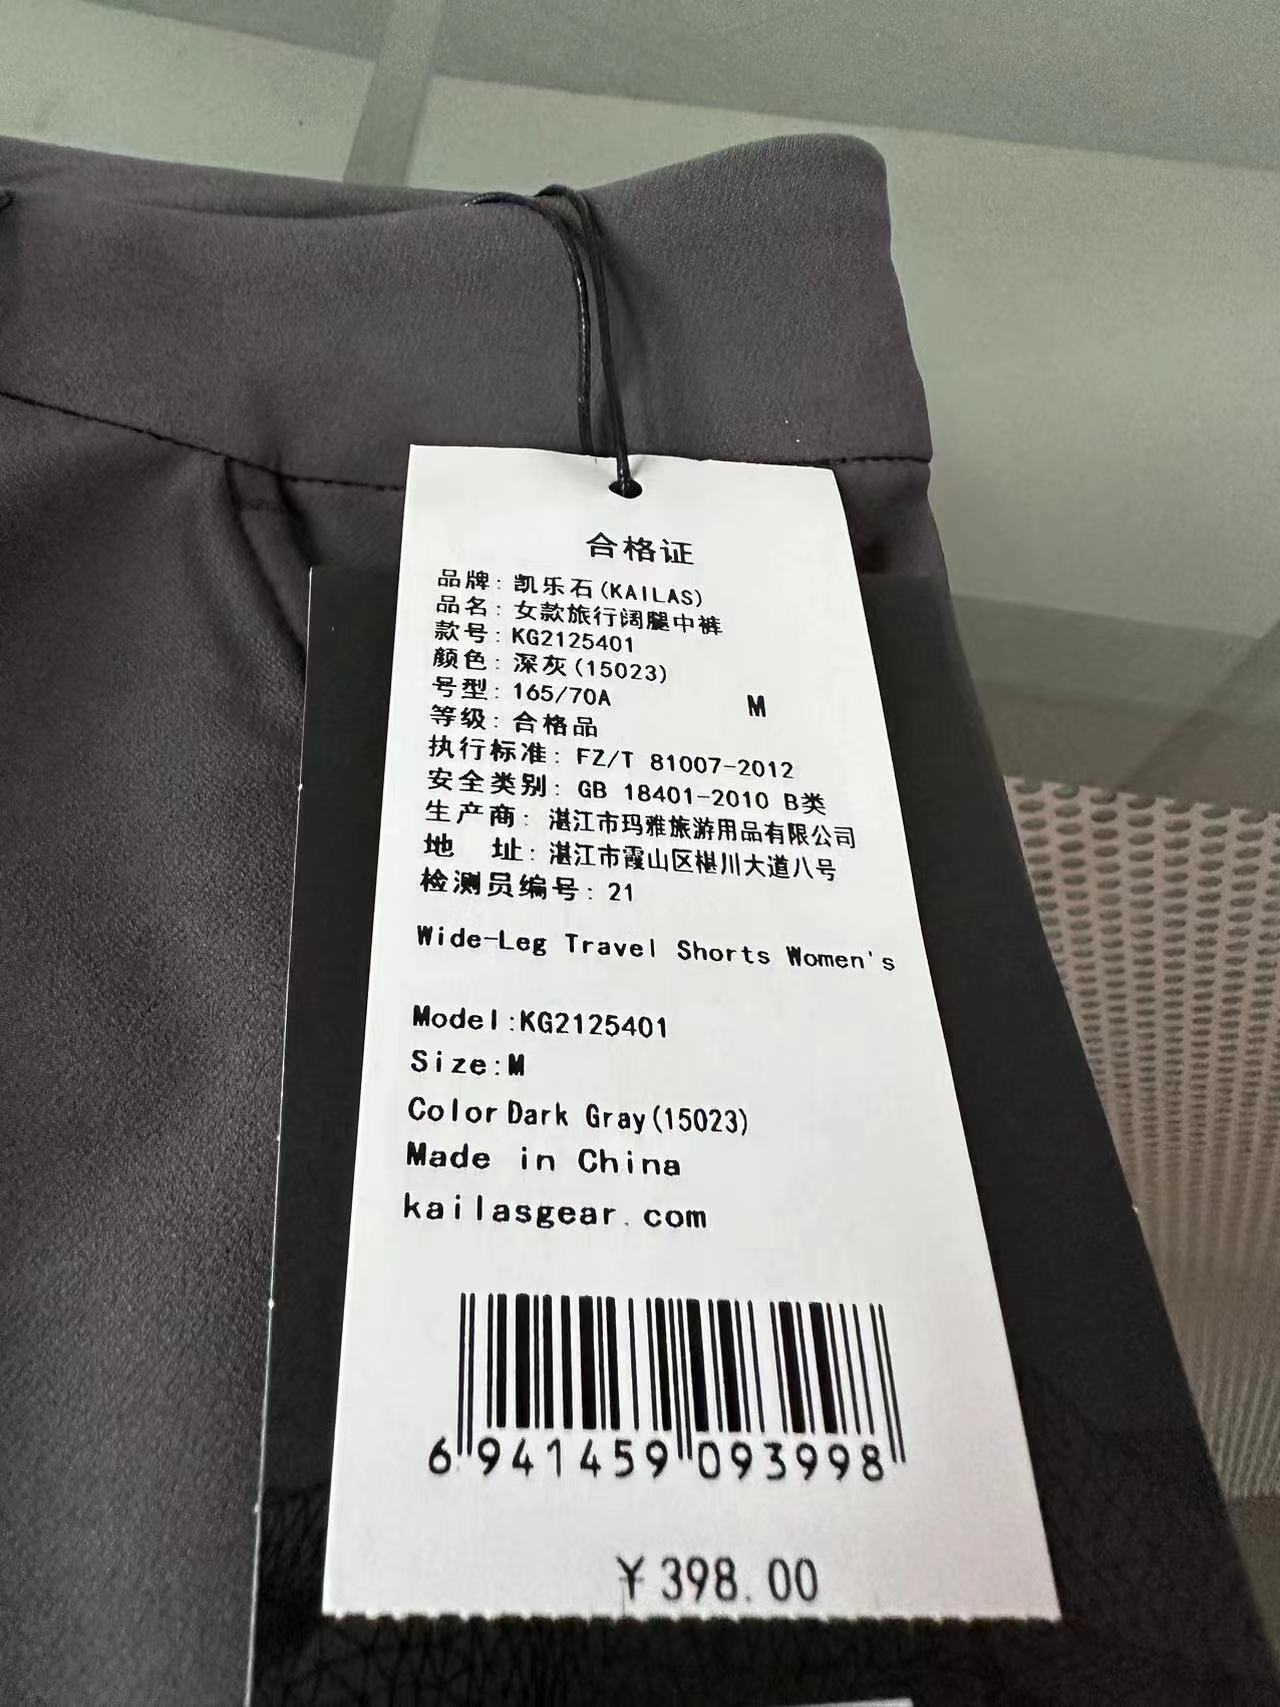 合格证
品牌: 凯乐石(KAILAS)
品名: 女款旅行阔腿中裤
款号: KG2125401
颜色: 深灰(15023)
号型: 165/70A M
等级: 合格品
执行标准: FZ/T 81007-2012
安全类别: GB 18401-2010 B类
生产商: 湛江市玛雅旅游用品有限公司
地 址: 湛江市霞山区椹川大道八号
检测员编号: 21
Wide-Leg Travel Shorts Women's
Model:KG2125401
Size:M
Color Dark Gray(15023)
Made in China
kailasgear.com
6 941459 093998
¥ 398.00